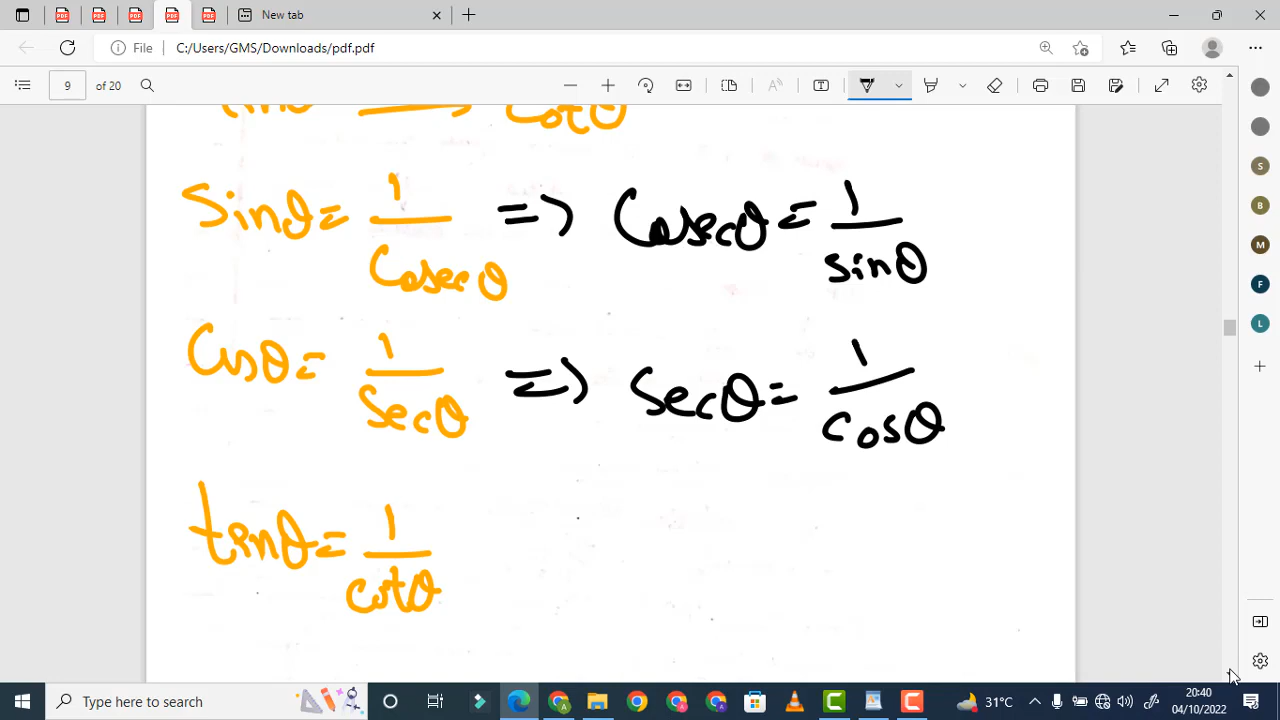 New tab
File C:/Users/GMS/Downloads/pdf.pdf
9 of 20
cotθ
sinθ = 1/cosecθ => cosecθ = 1/sinθ
cosθ = 1/secθ => secθ = 1/cosθ
tanθ = 1/cotθ
S
B
M
F
L
Type here to search
31°C
20:40
04/10/2022